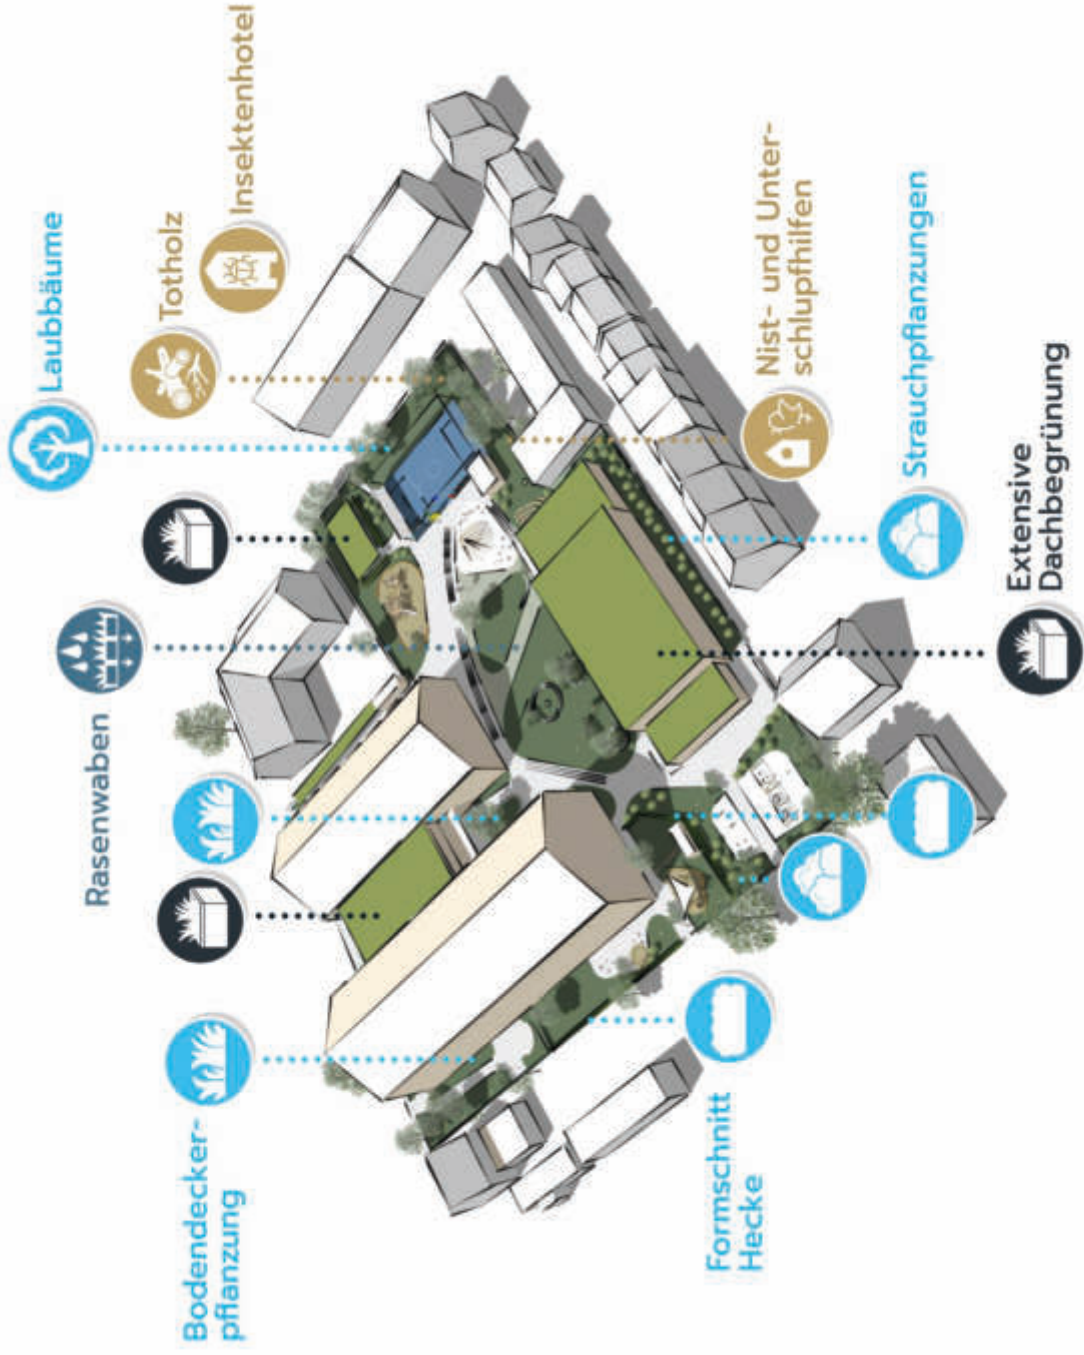 Bodendecker-
pflanzung
Rasenwaben
Laubbäume
Totholz
Insektenhotel
Formschnitt
Hecke
Nist- und Unter-
schlupfhilfen
Strauchpflanzungen
Extensive
Dachbegrünung